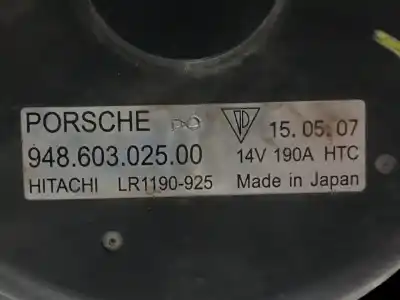 PORSCHE 15.05.07
948.603.025.00 14V 190A HTC
HITACHI LR1190-925 Made in Japan